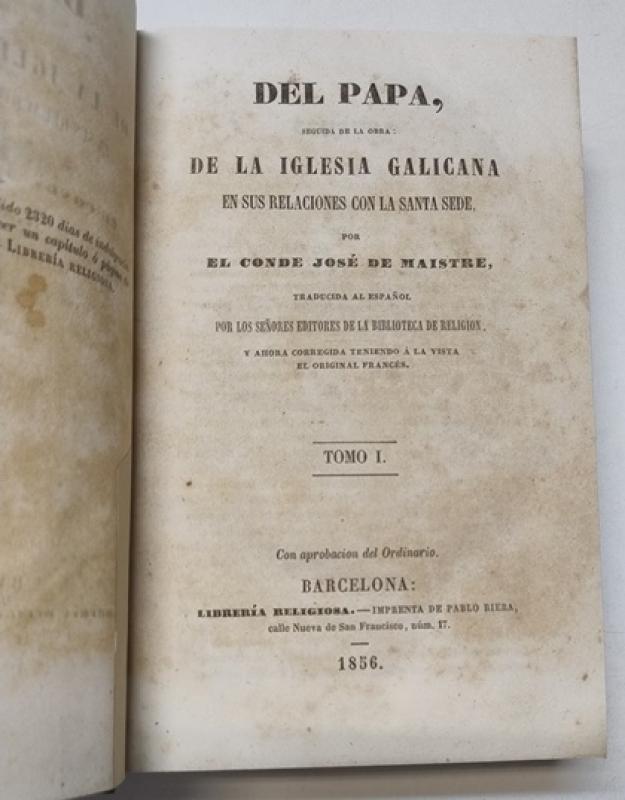 2320 dias de
un capítulo ó
LIBRERÍA RELIGIOSA.
DEL PAPA,
SEGUIDA DE LA OBRA:
DE LA IGLESIA GALICANA
EN SUS RELACIONES CON LA SANTA SEDE,
POR
EL CONDE JOSÉ DE MAISTRE,
TRADUCIDA AL ESPAÑOL
POR LOS SEÑORES EDITORES DE LA BIBLIOTECA DE RELIGION,
Y AHORA CORREGIDA TENIENDO Á LA VISTA
EL ORIGINAL FRANCÉS.
TOMO I.
Con aprobacion del Ordinario.
BARCELONA:
LIBRERÍA RELIGIOSA.—IMPRENTA DE PABLO RIERA,
calle Nueva de San Francisco, núm. 17.
1856.